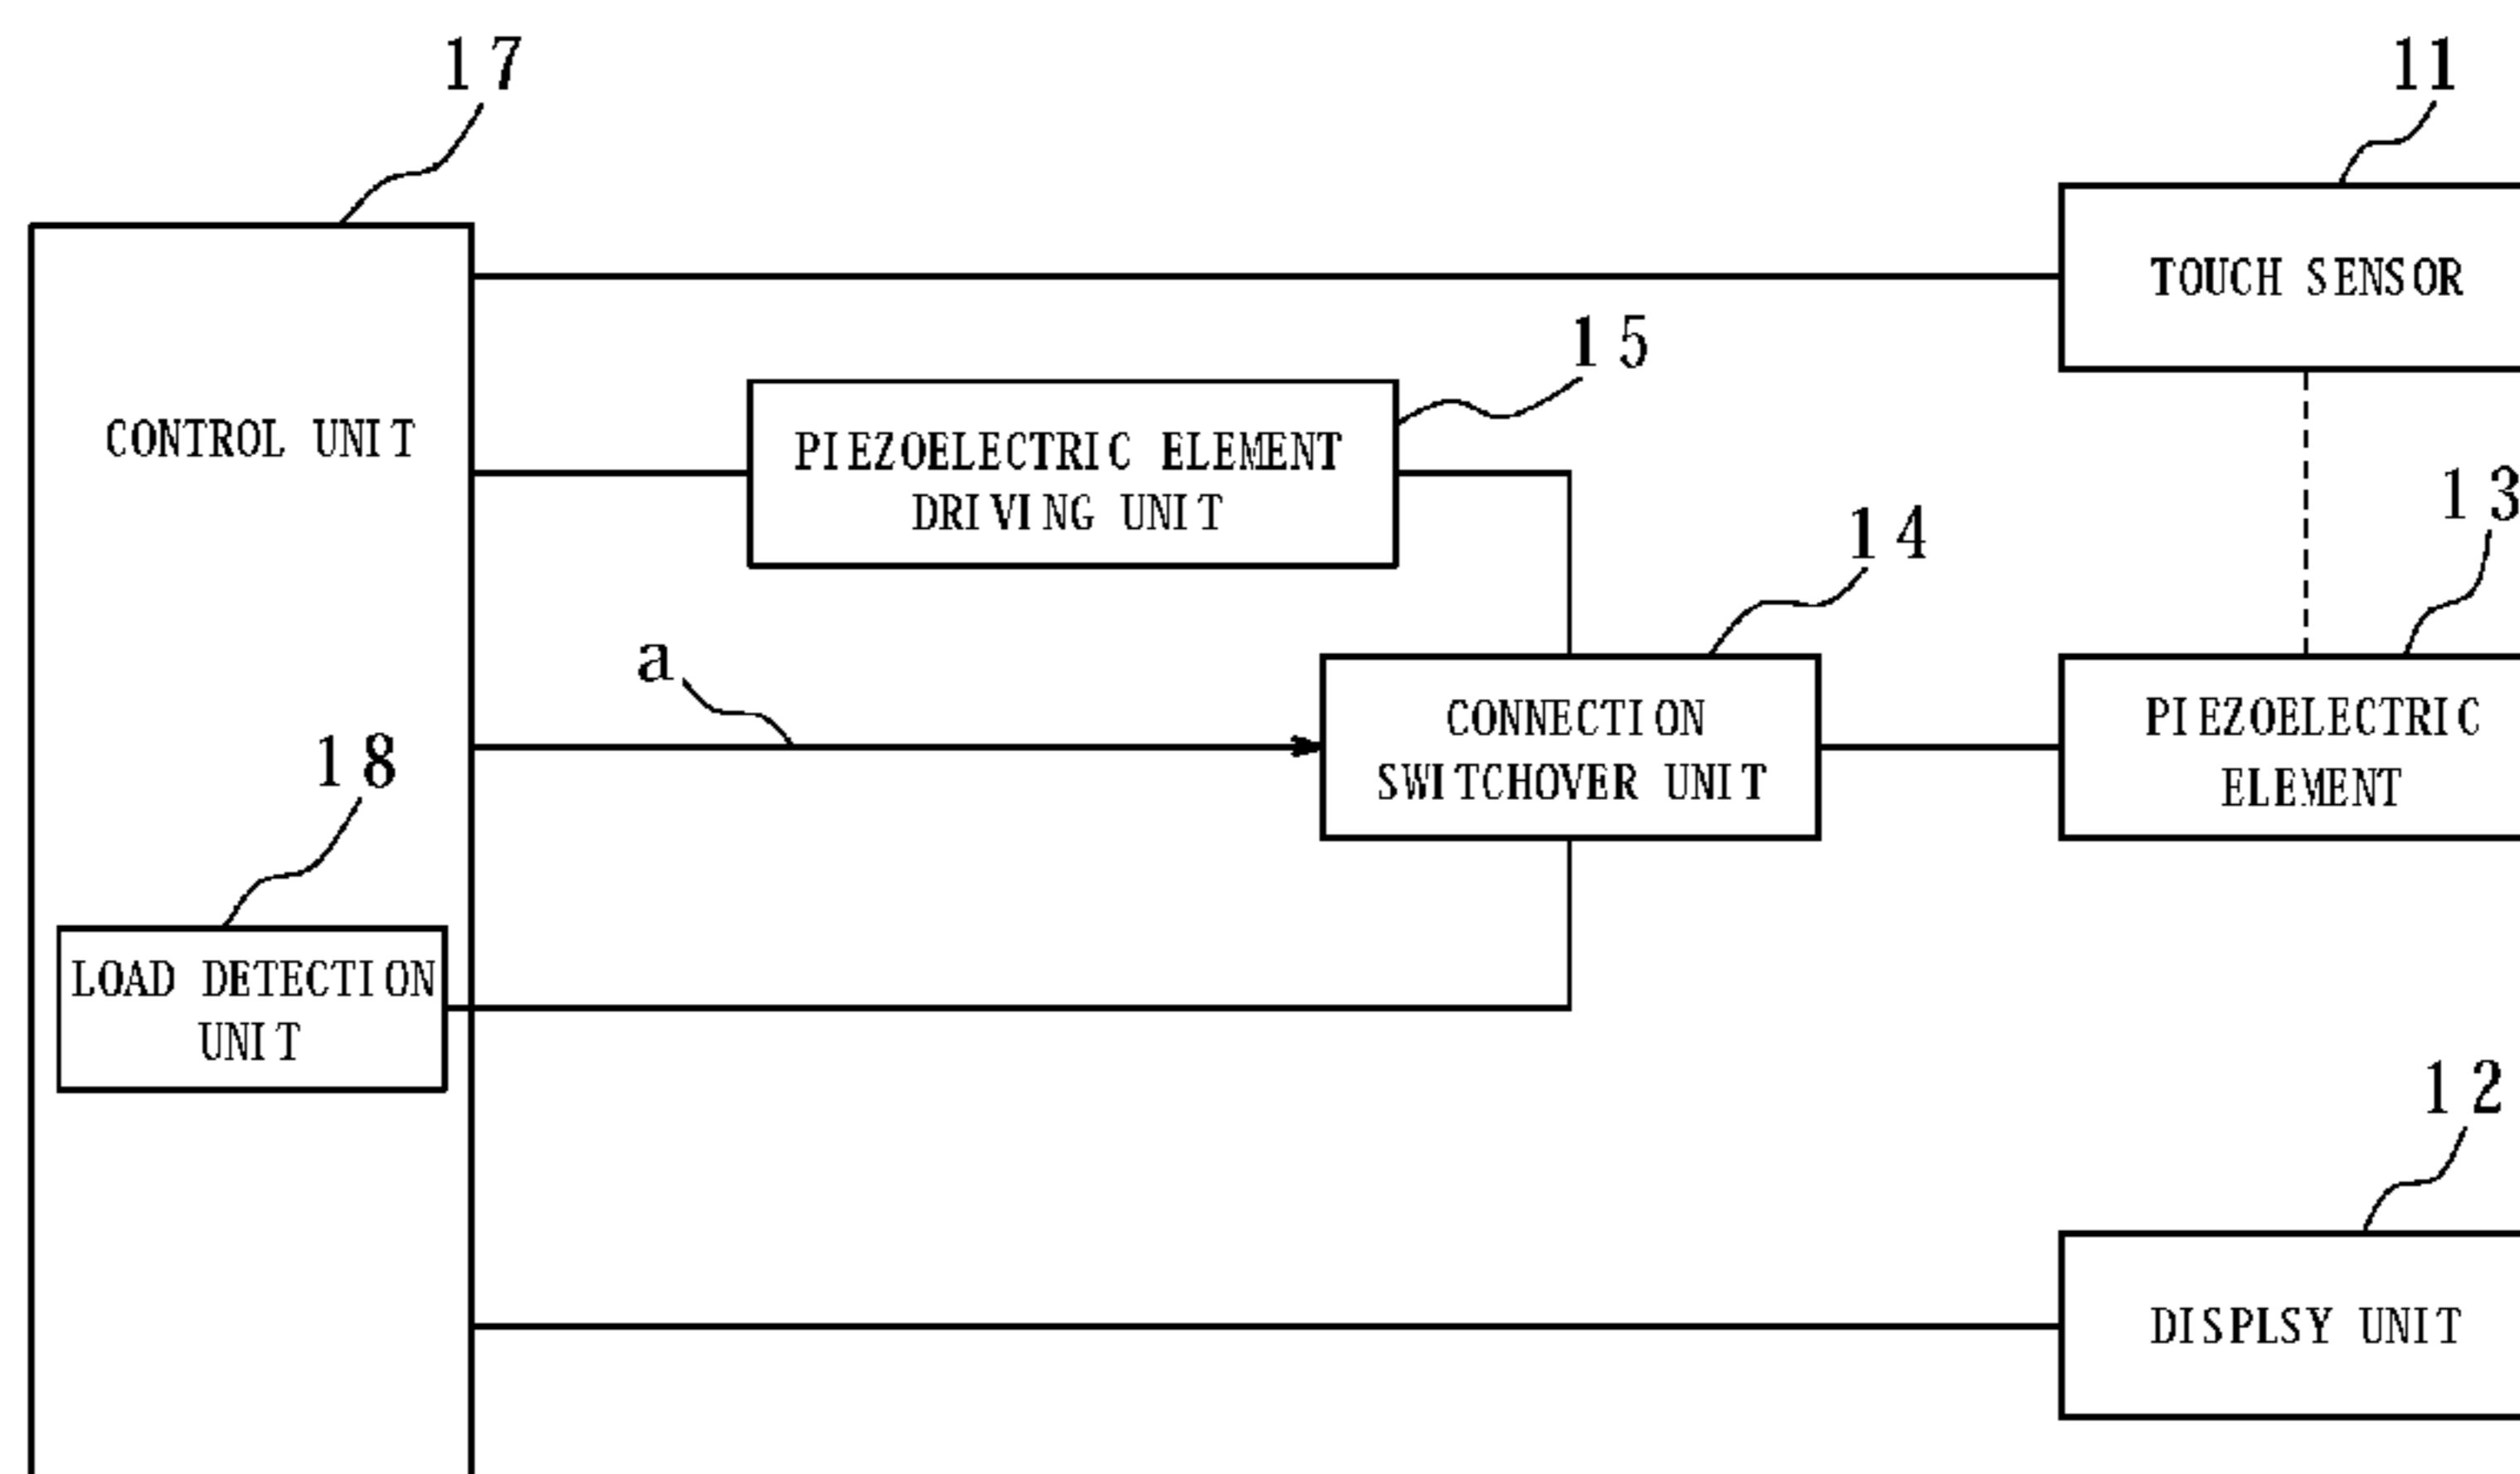 17
11
TOUCH SENSOR
15
CONTROL UNIT
PIEZOELECTRIC ELEMENT
DRIVING UNIT
13
14
a
CONNECTION
SWITCHOVER UNIT
PIEZOELECTRIC
ELEMENT
18
LOAD DETECTION
UNIT
12
DISPLSY UNIT